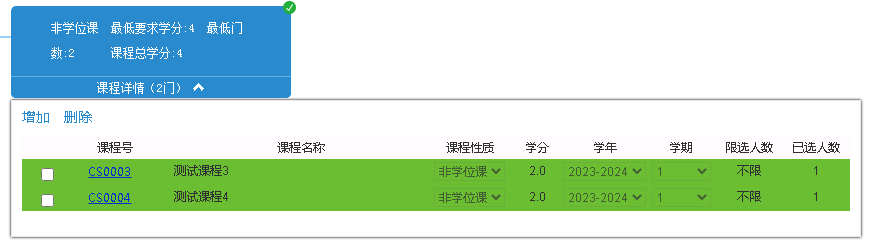 非学位课 最低要求学分:4 最低门
数:2 课程总学分:4
课程详情（2门）
增加 删除
课程号 课程名称 课程性质 学分 学年 学期 限选人数 已选人数
CS0003 测试课程3 非学位课 2.0 2023-2024 1 不限 1
CS0004 测试课程4 非学位课 2.0 2023-2024 1 不限 1